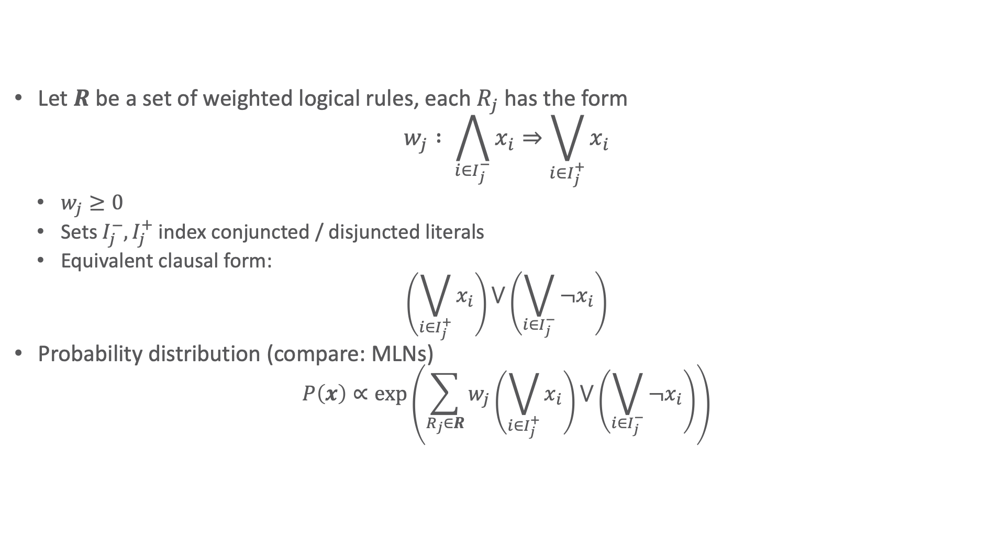 • Let 𝑹 be a set of weighted logical rules, each $R_j$ has the form
$w_j : \bigwedge_{i \in I_j^-} x_i \Rightarrow \bigvee_{i \in I_j^+} x_i$
• $w_j \geq 0$
• Sets $I_j^-, I_j^+$ index conjuncted / disjuncted literals
• Equivalent clausal form:
$\left( \bigvee_{i \in I_j^+} x_i \right) \vee \left( \bigvee_{i \in I_j^-} \neg x_i \right)$
• Probability distribution (compare: MLNs)
$P(\boldsymbol{x}) \propto \exp \left( \sum_{R_j \in \boldsymbol{R}} w_j \left( \bigvee_{i \in I_j^+} x_i \right) \vee \left( \bigvee_{i \in I_j^-} \neg x_i \right) \right)$